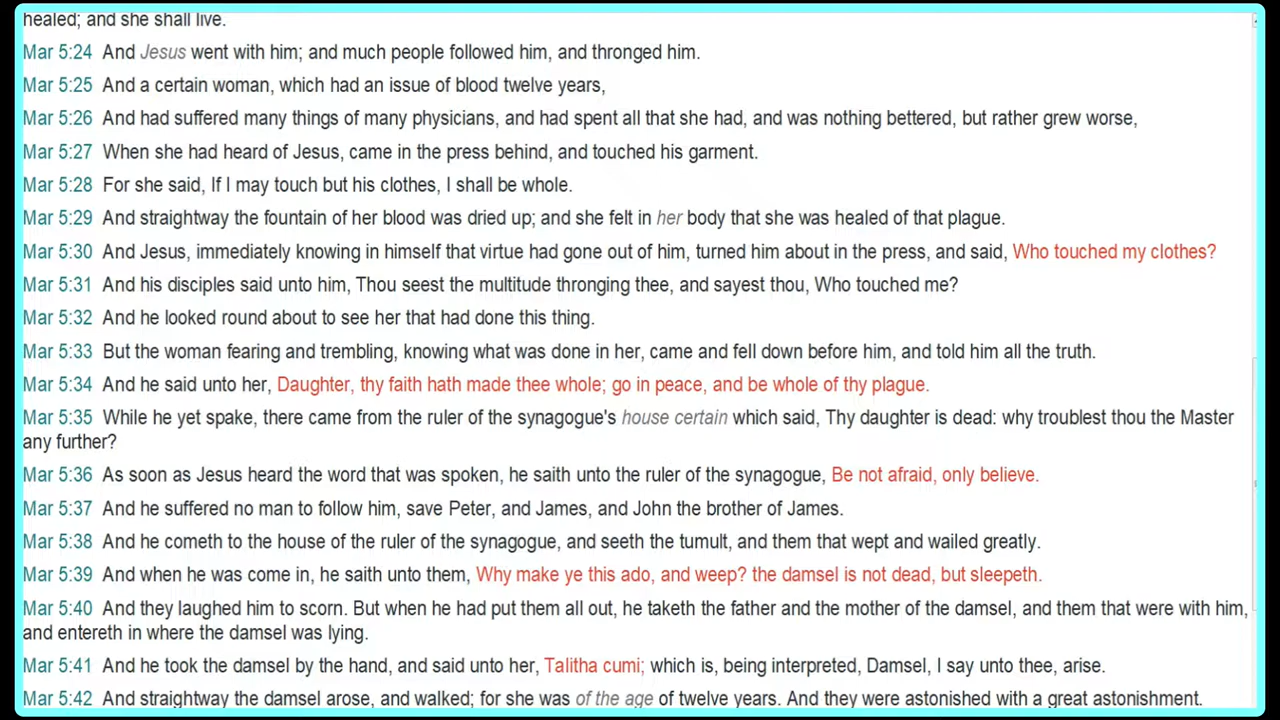 healed; and she shall live.
Mar 5:24 And Jesus went with him; and much people followed him, and thronged him.
Mar 5:25 And a certain woman, which had an issue of blood twelve years,
Mar 5:26 And had suffered many things of many physicians, and had spent all that she had, and was nothing bettered, but rather grew worse,
Mar 5:27 When she had heard of Jesus, came in the press behind, and touched his garment.
Mar 5:28 For she said, If I may touch but his clothes, I shall be whole.
Mar 5:29 And straightway the fountain of her blood was dried up; and she felt in her body that she was healed of that plague.
Mar 5:30 And Jesus, immediately knowing in himself that virtue had gone out of him, turned him about in the press, and said, Who touched my clothes?
Mar 5:31 And his disciples said unto him, Thou seest the multitude thronging thee, and sayest thou, Who touched me?
Mar 5:32 And he looked round about to see her that had done this thing.
Mar 5:33 But the woman fearing and trembling, knowing what was done in her, came and fell down before him, and told him all the truth.
Mar 5:34 And he said unto her, Daughter, thy faith hath made thee whole; go in peace, and be whole of thy plague.
Mar 5:35 While he yet spake, there came from the ruler of the synagogue's house certain which said, Thy daughter is dead: why troublest thou the Master
any further?
Mar 5:36 As soon as Jesus heard the word that was spoken, he saith unto the ruler of the synagogue, Be not afraid, only believe.
Mar 5:37 And he suffered no man to follow him, save Peter, and James, and John the brother of James.
Mar 5:38 And he cometh to the house of the ruler of the synagogue, and seeth the tumult, and them that wept and wailed greatly.
Mar 5:39 And when he was come in, he saith unto them, Why make ye this ado, and weep? the damsel is not dead, but sleepeth.
Mar 5:40 And they laughed him to scorn. But when he had put them all out, he taketh the father and the mother of the damsel, and them that were with him,
and entereth in where the damsel was lying.
Mar 5:41 And he took the damsel by the hand, and said unto her, Talitha cumi; which is, being interpreted, Damsel, I say unto thee, arise.
Mar 5:42 And straightway the damsel arose, and walked; for she was of the age of twelve years. And they were astonished with a great astonishment.